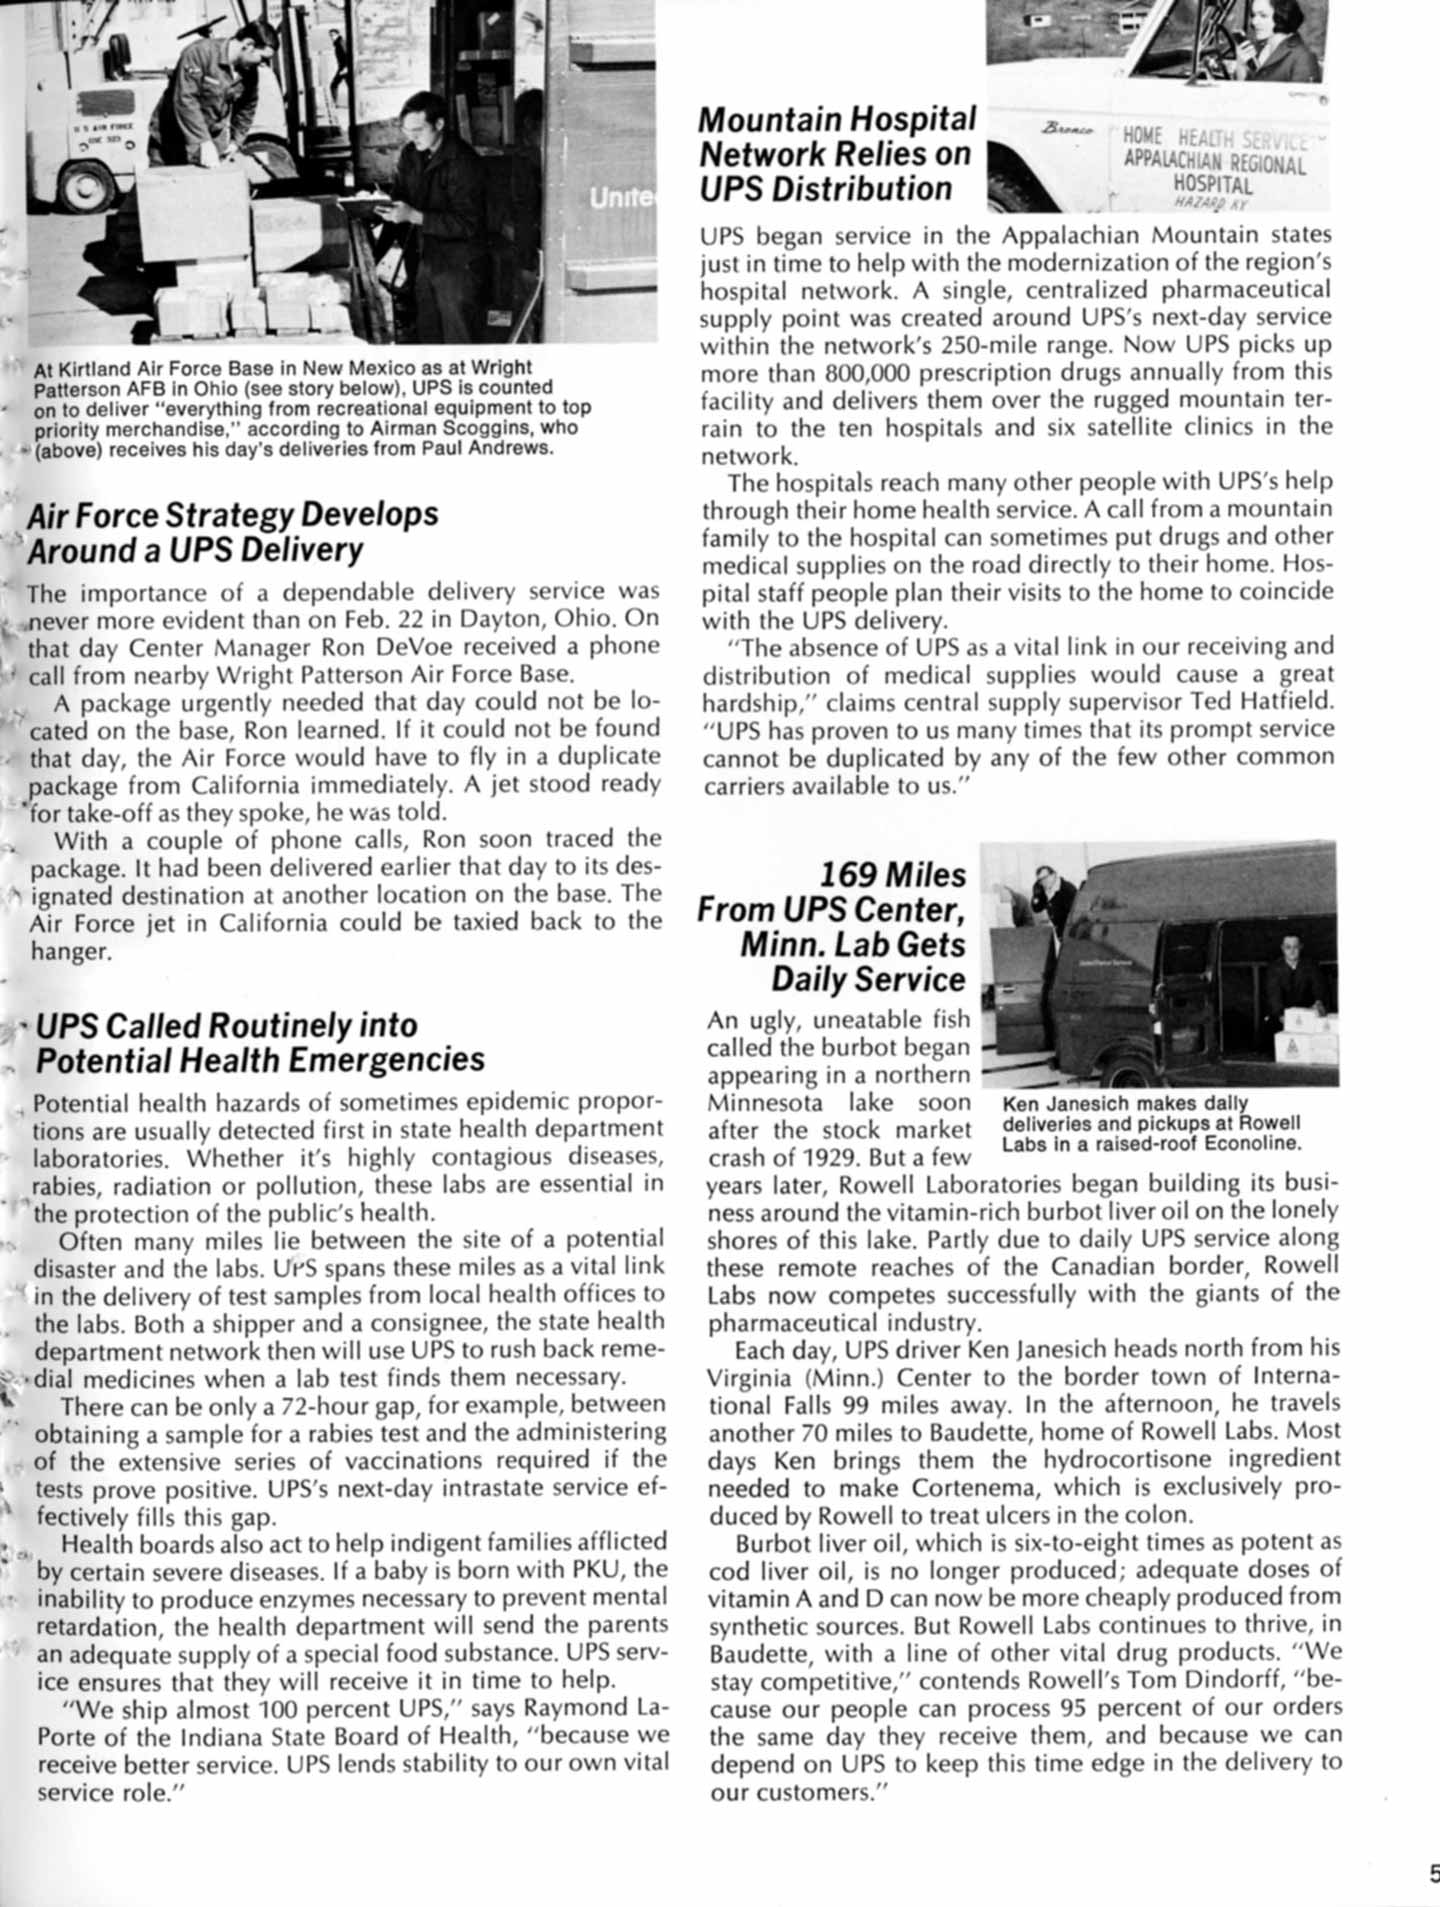 U S AIR FORCE
United
At Kirtland Air Force Base in New Mexico as at Wright
Patterson AFB in Ohio (see story below), UPS is counted
on to deliver "everything from recreational equipment to top
priority merchandise," according to Airman Scoggins, who
(above) receives his day's deliveries from Paul Andrews.
Air Force Strategy Develops
Around a UPS Delivery
The importance of a dependable delivery service was
never more evident than on Feb. 22 in Dayton, Ohio. On
that day Center Manager Ron DeVoe received a phone
call from nearby Wright Patterson Air Force Base.
A package urgently needed that day could not be lo-
cated on the base, Ron learned. If it could not be found
that day, the Air Force would have to fly in a duplicate
package from California immediately. A jet stood ready
for take-off as they spoke, he was told.
With a couple of phone calls, Ron soon traced the
package. It had been delivered earlier that day to its des-
ignated destination at another location on the base. The
Air Force jet in California could be taxied back to the
hanger.
UPS Called Routinely into
Potential Health Emergencies
Potential health hazards of sometimes epidemic propor-
tions are usually detected first in state health department
laboratories. Whether it's highly contagious diseases,
rabies, radiation or pollution, these labs are essential in
the protection of the public's health.
Often many miles lie between the site of a potential
disaster and the labs. UPS spans these miles as a vital link
in the delivery of test samples from local health offices to
the labs. Both a shipper and a consignee, the state health
department network then will use UPS to rush back reme-
dial medicines when a lab test finds them necessary.
There can be only a 72-hour gap, for example, between
obtaining a sample for a rabies test and the administering
of the extensive series of vaccinations required if the
tests prove positive. UPS's next-day intrastate service ef-
fectively fills this gap.
Health boards also act to help indigent families afflicted
by certain severe diseases. If a baby is born with PKU, the
inability to produce enzymes necessary to prevent mental
retardation, the health department will send the parents
an adequate supply of a special food substance. UPS serv-
ice ensures that they will receive it in time to help.
"We ship almost 100 percent UPS," says Raymond La-
Porte of the Indiana State Board of Health, "because we
receive better service. UPS lends stability to our own vital
service role."
Bronco
HOME HEALTH SERVICE
APPALACHIAN REGIONAL
HOSPITAL
HAZARD KY
Mountain Hospital
Network Relies on
UPS Distribution
UPS began service in the Appalachian Mountain states
just in time to help with the modernization of the region's
hospital network. A single, centralized pharmaceutical
supply point was created around UPS's next-day service
within the network's 250-mile range. Now UPS picks up
more than 800,000 prescription drugs annually from this
facility and delivers them over the rugged mountain ter-
rain to the ten hospitals and six satellite clinics in the
network.
The hospitals reach many other people with UPS's help
through their home health service. A call from a mountain
family to the hospital can sometimes put drugs and other
medical supplies on the road directly to their home. Hos-
pital staff people plan their visits to the home to coincide
with the UPS delivery.
"The absence of UPS as a vital link in our receiving and
distribution of medical supplies would cause a great
hardship," claims central supply supervisor Ted Hatfield.
"UPS has proven to us many times that its prompt service
cannot be duplicated by any of the few other common
carriers available to us."
169 Miles
From UPS Center,
Minn. Lab Gets
Daily Service
Ken Janesich makes daily
deliveries and pickups at Rowell
Labs in a raised-roof Econoline.
An ugly, uneatable fish
called the burbot began
appearing in a northern
Minnesota lake soon
after the stock market
crash of 1929. But a few
years later, Rowell Laboratories began building its busi-
ness around the vitamin-rich burbot liver oil on the lonely
shores of this lake. Partly due to daily UPS service along
these remote reaches of the Canadian border, Rowell
Labs now competes successfully with the giants of the
pharmaceutical industry.
Each day, UPS driver Ken Janesich heads north from his
Virginia (Minn.) Center to the border town of Interna-
tional Falls 99 miles away. In the afternoon, he travels
another 70 miles to Baudette, home of Rowell Labs. Most
days Ken brings them the hydrocortisone ingredient
needed to make Cortenema, which is exclusively pro-
duced by Rowell to treat ulcers in the colon.
Burbot liver oil, which is six-to-eight times as potent as
cod liver oil, is no longer produced; adequate doses of
vitamin A and D can now be more cheaply produced from
synthetic sources. But Rowell Labs continues to thrive, in
Baudette, with a line of other vital drug products. "We
stay competitive," contends Rowell's Tom Dindorff, "be-
cause our people can process 95 percent of our orders
the same day they receive them, and because we can
depend on UPS to keep this time edge in the delivery to
our customers."
5